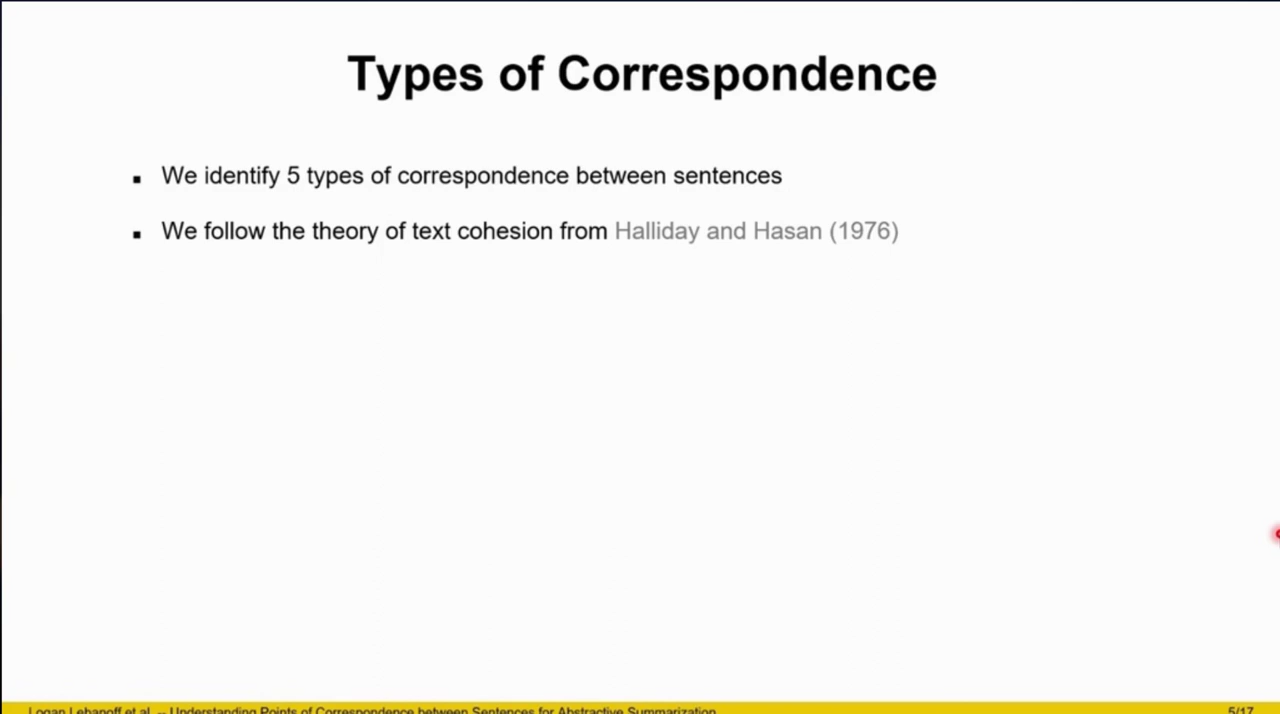 Types of Correspondence
▪ We identify 5 types of correspondence between sentences
▪ We follow the theory of text cohesion from Halliday and Hasan (1976)
Logan Lebanoff et al. -- Understanding Points of Correspondence between Sentences for Abstractive Summarization 5/17